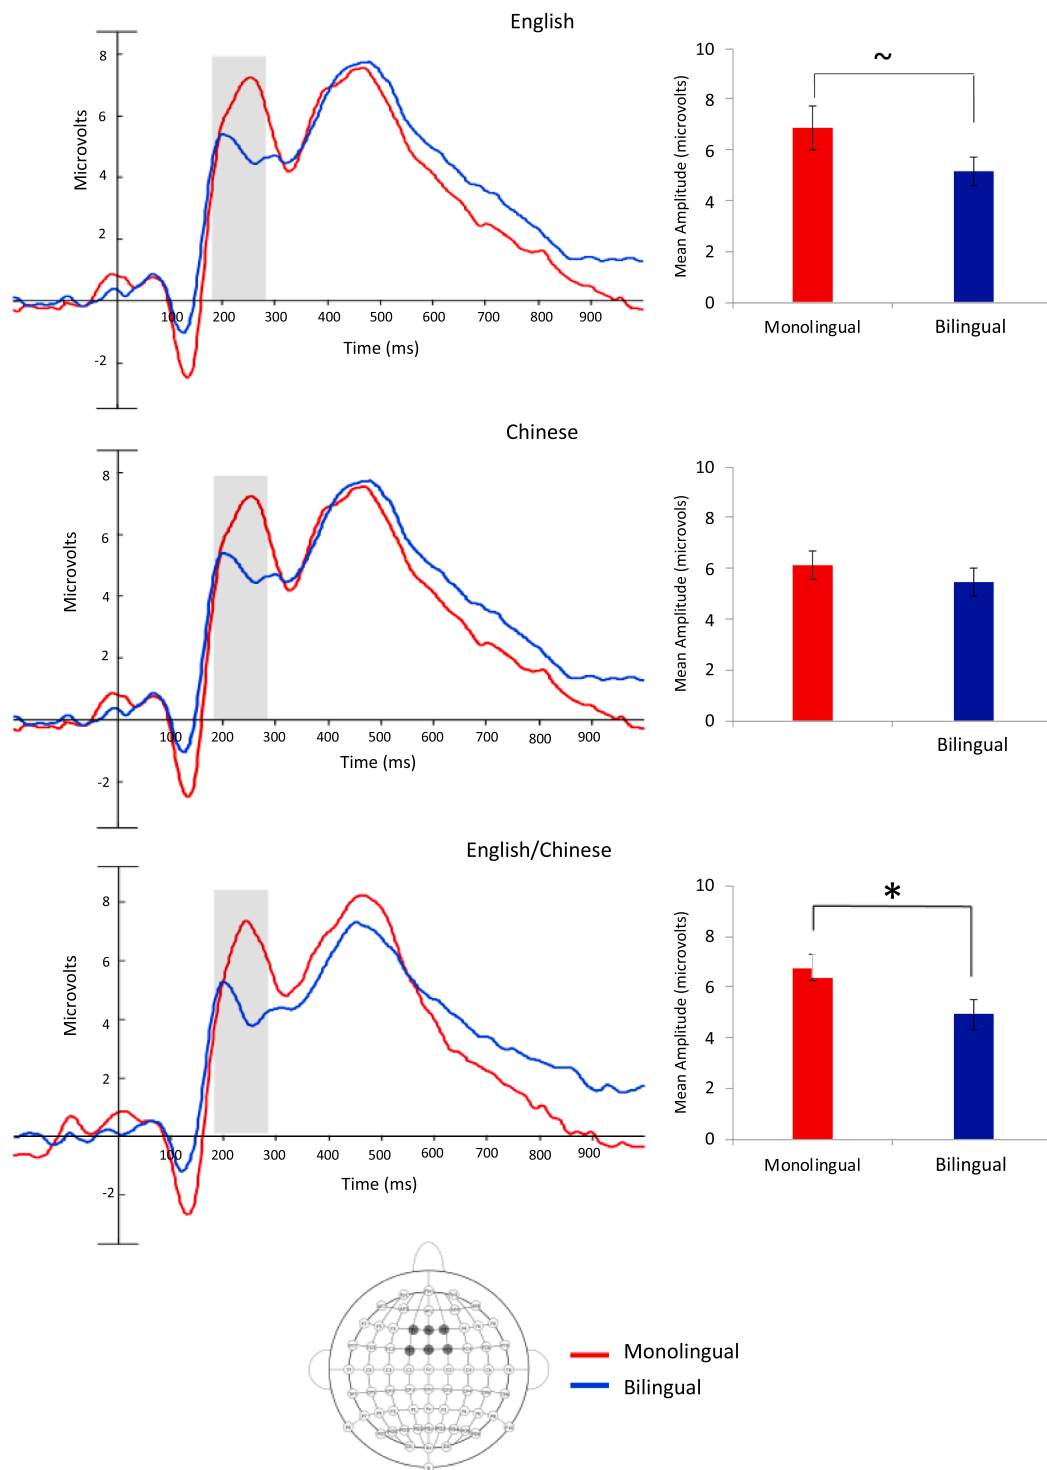 English
8
6
4
2
-2
Microvolts
100 200 300 400 500 600 700 800 900
Time (ms)
10
8
6
4
2
0
Mean Amplitude (microvolts)
~
Monolingual Bilingual
Chinese
8
6
4
2
-2
Microvolts
100 200 300 400 500 600 700 800 900
Time (ms)
10
8
6
4
2
0
Mean Amplitude (microvols)
Bilingual
English/Chinese
8
6
4
2
-2
Microvolts
100 200 300 400 500 600 700 800 900
Time (ms)
10
8
6
4
2
0
Mean Amplitude (microvolts)
*
Monolingual Bilingual
Monolingual
Bilingual